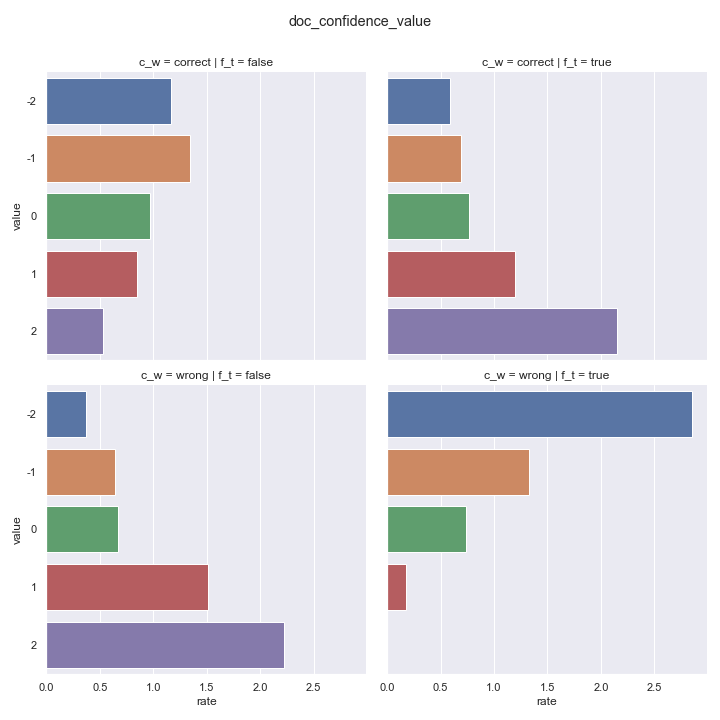 doc_confidence_value
c_w = correct | f_t = false
c_w = correct | f_t = true
-2
-1
0
1
2
value
c_w = wrong | f_t = false
c_w = wrong | f_t = true
-2
-1
0
1
2
value
0.0 0.5 1.0 1.5 2.0 2.5
0.0 0.5 1.0 1.5 2.0 2.5
rate
rate